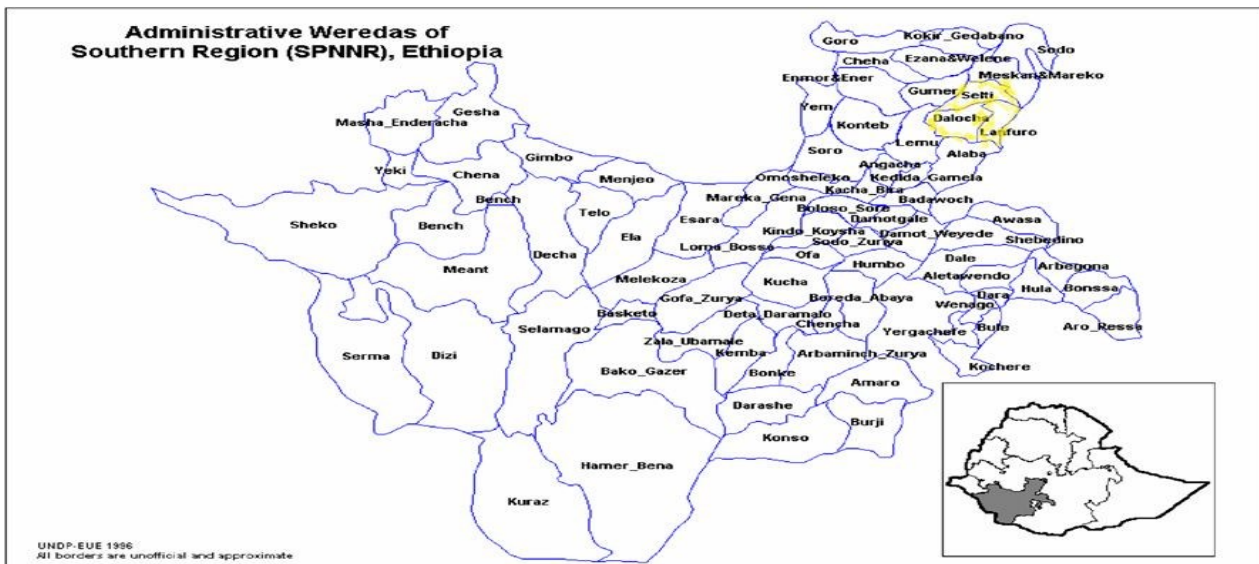 Administrative Weredas of
Southern Region (SPNNR), Ethiopia
Goro
Kokir_Gedabano
Sodo
Cheha
Ezana&Welene
Enmor&Ener
Meskan&Mareko
Gumer
Selti
Gesha
Yem
Masha_Enderacha
Konteb
Dalocha
Lanfuro
Lemu
Soro
Alaba
Gimbo
Angacha
Yeki
Chena
Menjeo
Omosheleko
Kedida_Gamela
Kacha_Bira
Bench
Mareka_Gena
Badawoch
Telo
Boloso_Sore
Sheko
Bench
Esara
Damotgale
Awasa
Ela
Kindo_Koysha
Damot_Weyede
Shebedino
Loma_Bossa
Sodo_Zuriya
Decha
Ofa
Dale
Meant
Humbo
Arbegona
Melekoza
Kucha
Aletawendo
Hula
Bonssa
Gofa_Zurya
Boreda_Abaya
Dara
Wenago
Basketo
Deta_Daramalo
Selamago
Chencha
Bule
Aro_Ressa
Yergachefe
Zala_Ubamale
Serma
Dizi
Kemba
Arbaminch_Zurya
Kochere
Bako_Gazer
Bonke
Amaro
Darashe
Burji
Konso
Hamer_Bena
Kuraz
UNDP-EUE 1996
All borders are unofficial and approximate